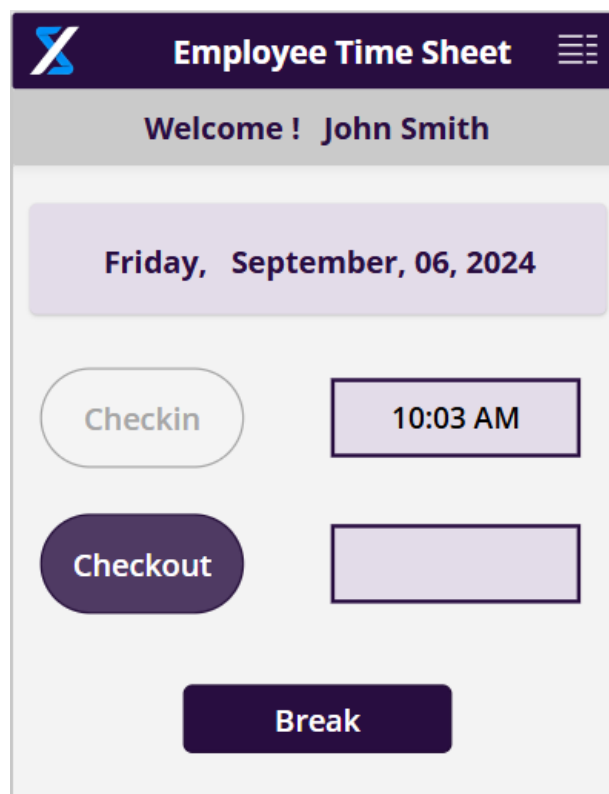 Employee Time Sheet
Welcome ! John Smith
Friday, September, 06, 2024
Checkin 10:03 AM
Checkout
Break